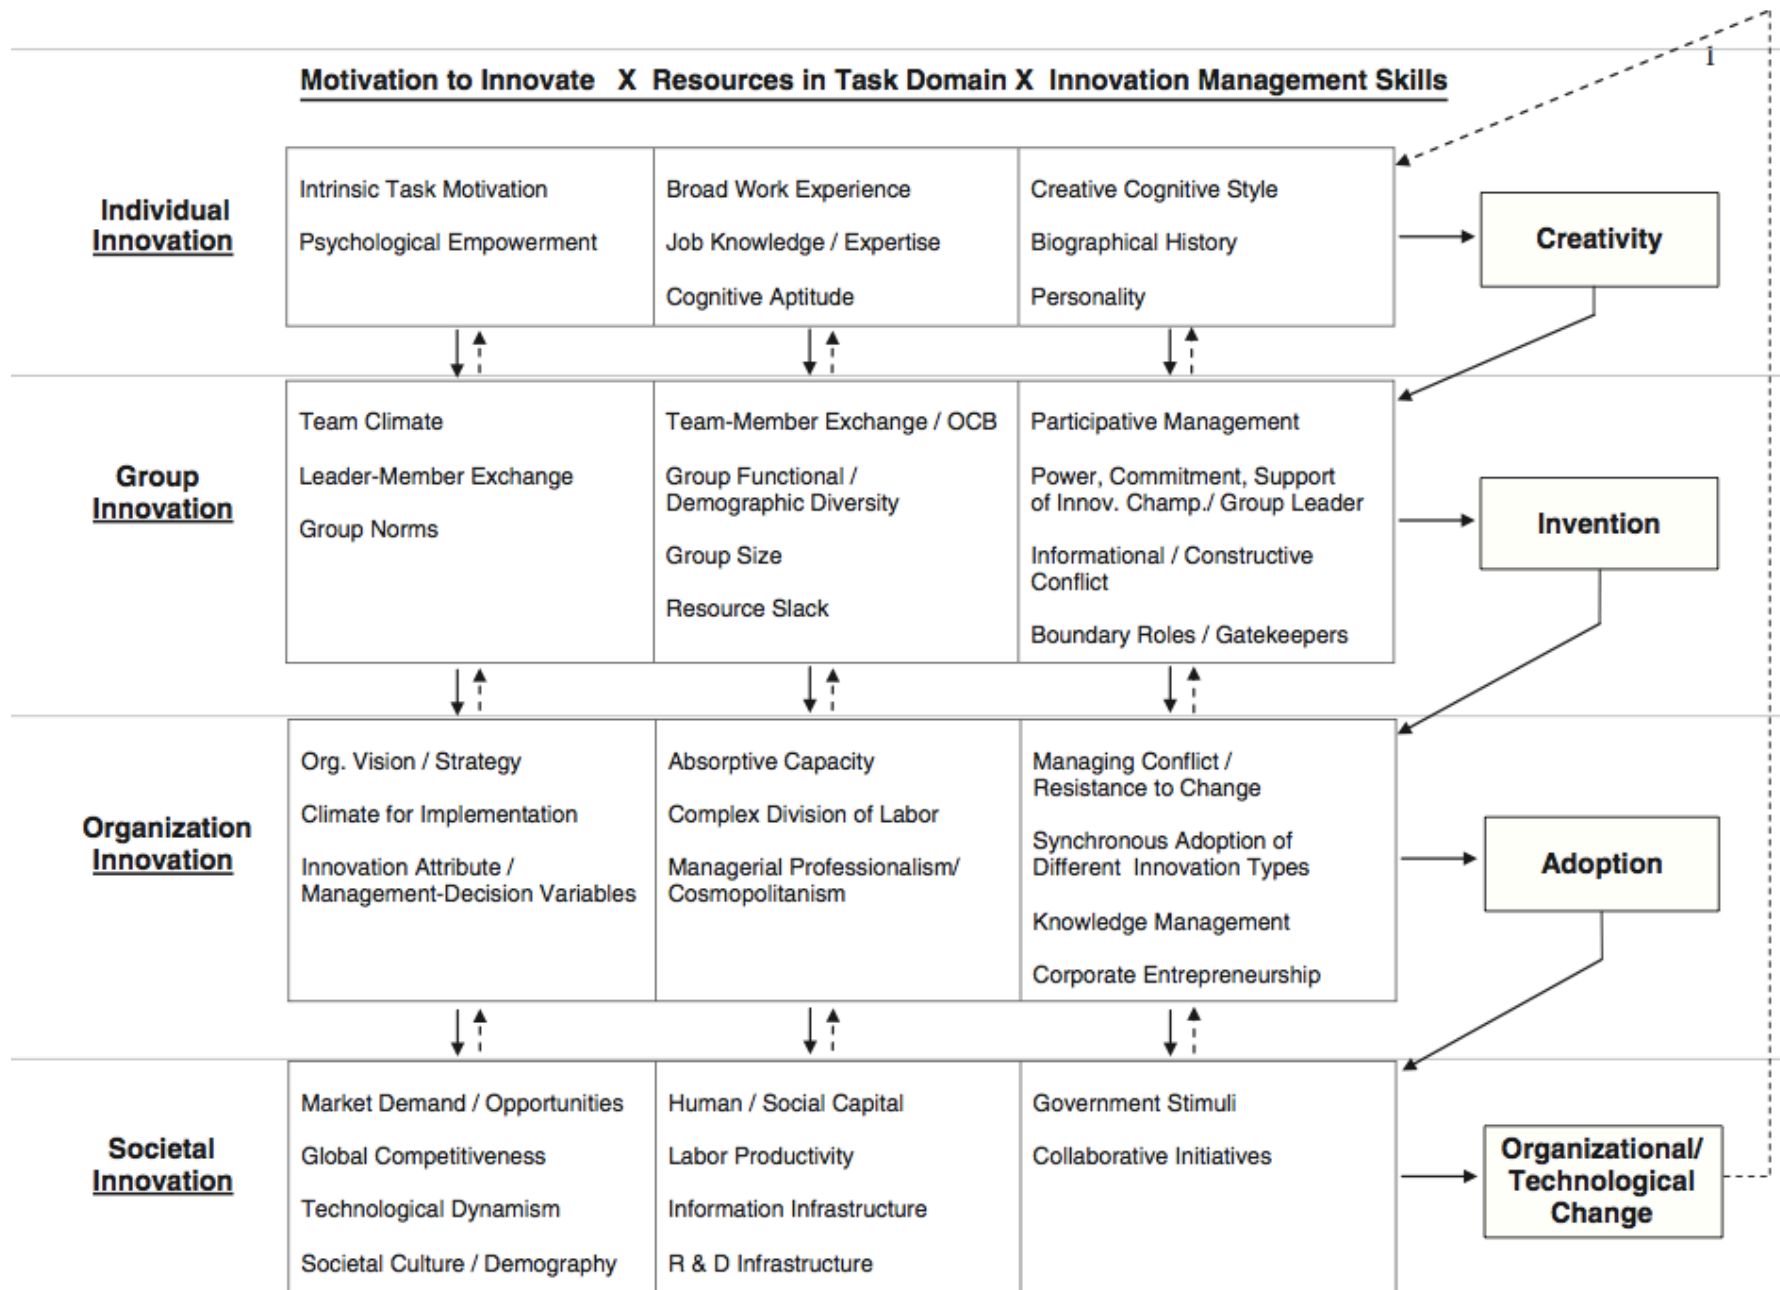 1
Motivation to Innovate X Resources in Task Domain X Innovation Management Skills
Individual
Innovation
Intrinsic Task Motivation
Psychological Empowerment
Broad Work Experience
Job Knowledge / Expertise
Cognitive Aptitude
Creative Cognitive Style
Biographical History
Personality
Creativity
Group
Innovation
Team Climate
Leader-Member Exchange
Group Norms
Team-Member Exchange / OCB
Group Functional /
Demographic Diversity
Group Size
Resource Slack
Participative Management
Power, Commitment, Support
of Innov. Champ./ Group Leader
Informational / Constructive
Conflict
Boundary Roles / Gatekeepers
Invention
Organization
Innovation
Org. Vision / Strategy
Climate for Implementation
Innovation Attribute /
Management-Decision Variables
Absorptive Capacity
Complex Division of Labor
Managerial Professionalism/
Cosmopolitanism
Managing Conflict /
Resistance to Change
Synchronous Adoption of
Different Innovation Types
Knowledge Management
Corporate Entrepreneurship
Adoption
Societal
Innovation
Market Demand / Opportunities
Global Competitiveness
Technological Dynamism
Societal Culture / Demography
Human / Social Capital
Labor Productivity
Information Infrastructure
R & D Infrastructure
Government Stimuli
Collaborative Initiatives
Organizational/
Technological
Change